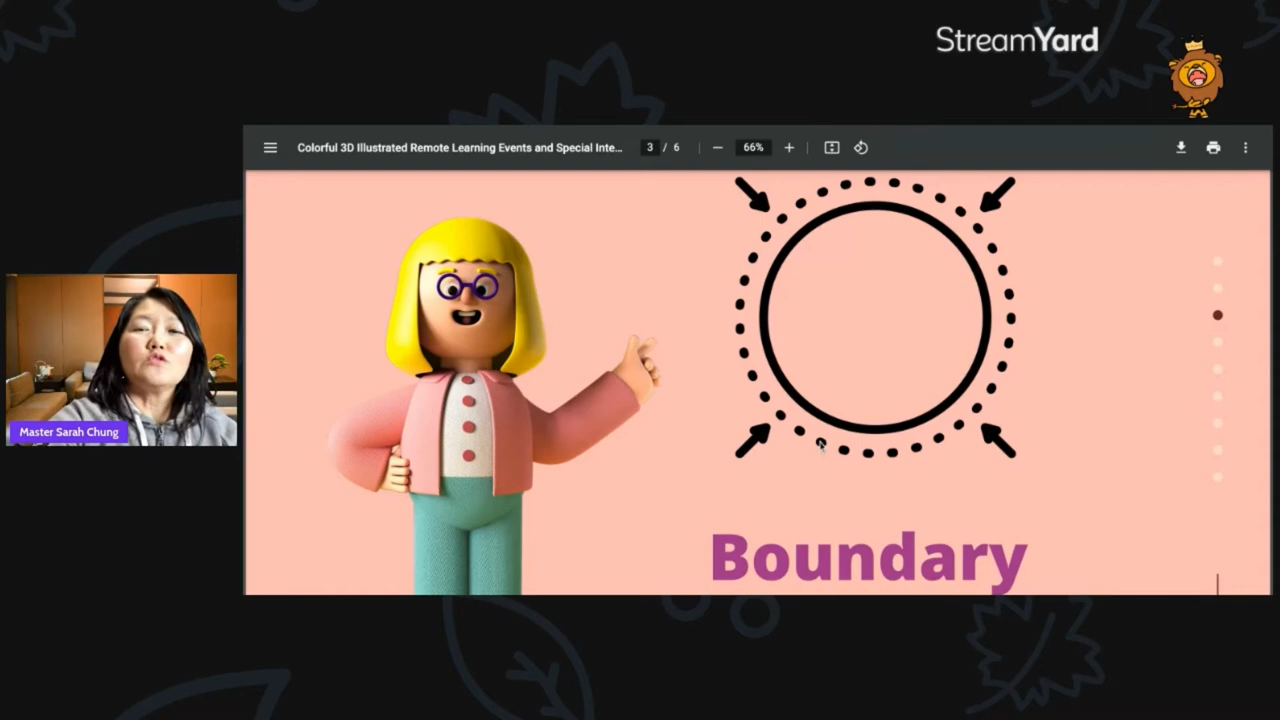 StreamYard
Colorful 3D Illustrated Remote Learning Events and Special Inte...
3 / 6
66%
Master Sarah Chung
Boundary